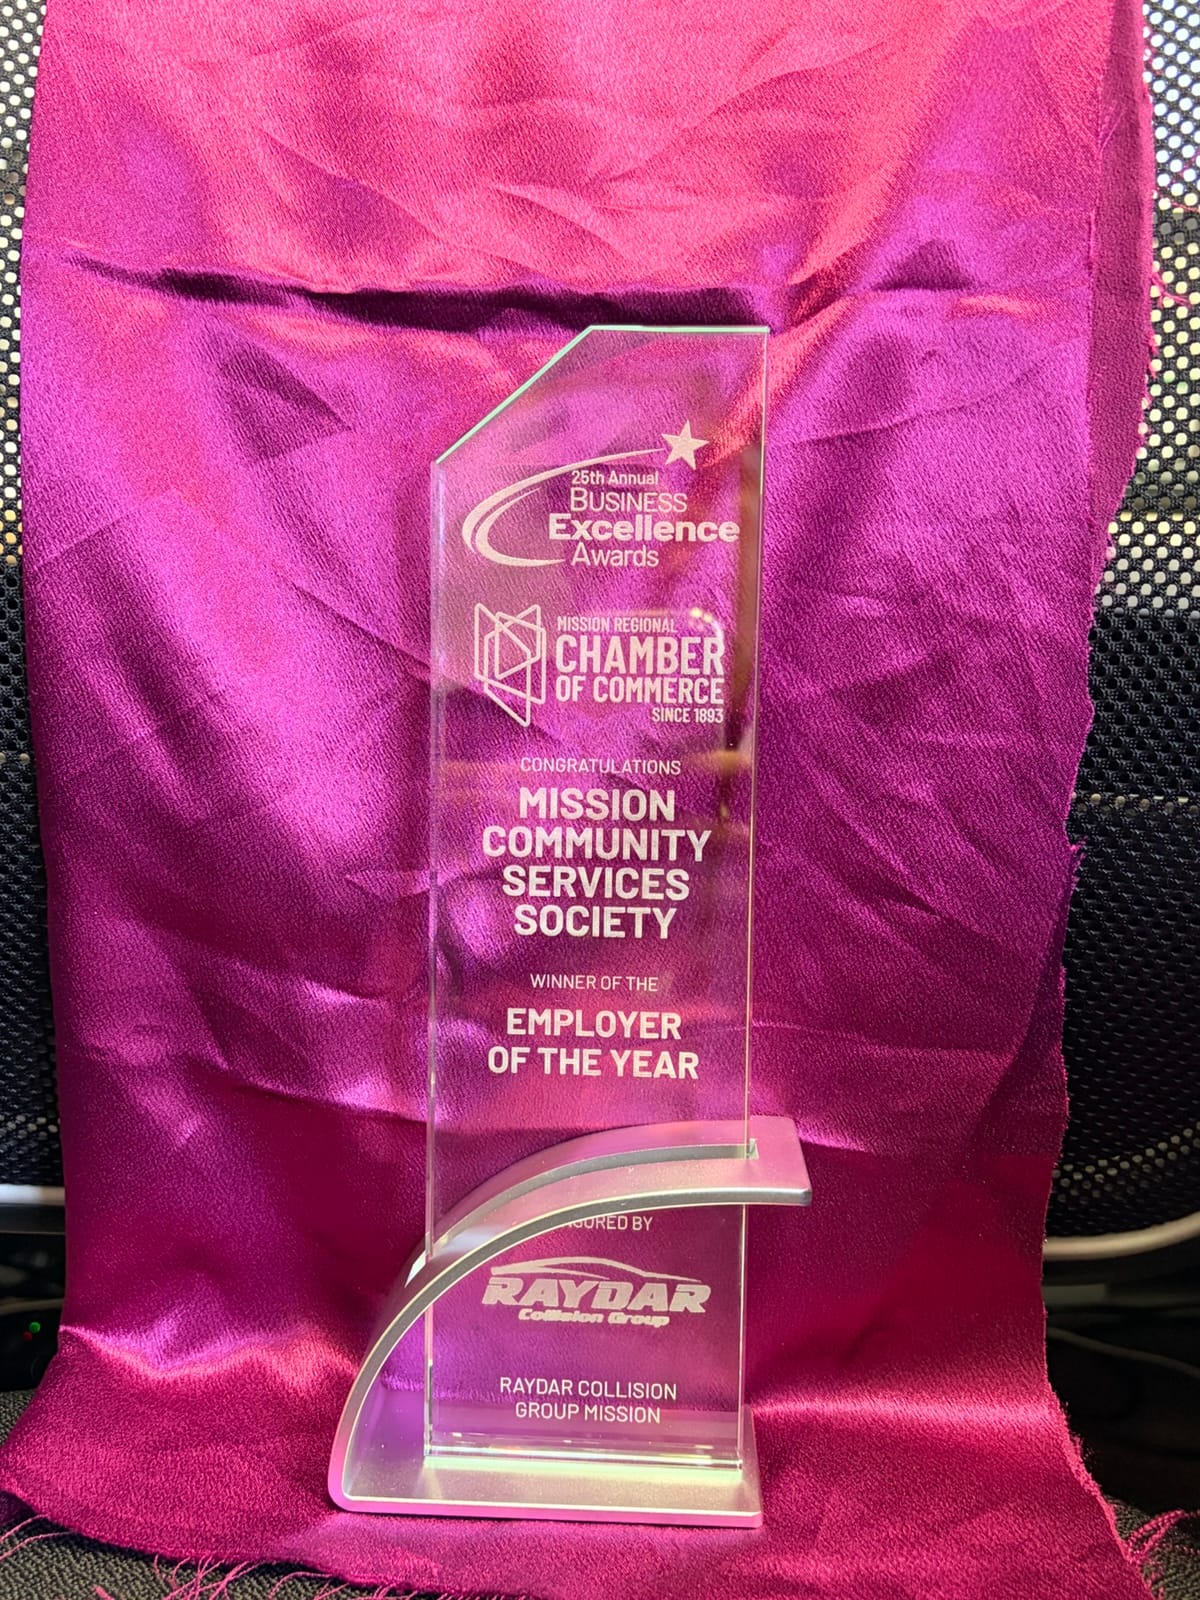 25th Annual
BUSINESS
Excellence
Awards
MISSION REGIONAL
CHAMBER
OF COMMERCE
SINCE 1893
CONGRATULATIONS
MISSION
COMMUNITY
SERVICES
SOCIETY
WINNER OF THE
EMPLOYER
OF THE YEAR
BY
RAYDAR
Collision Group
RAYDAR COLLISION
GROUP MISSION